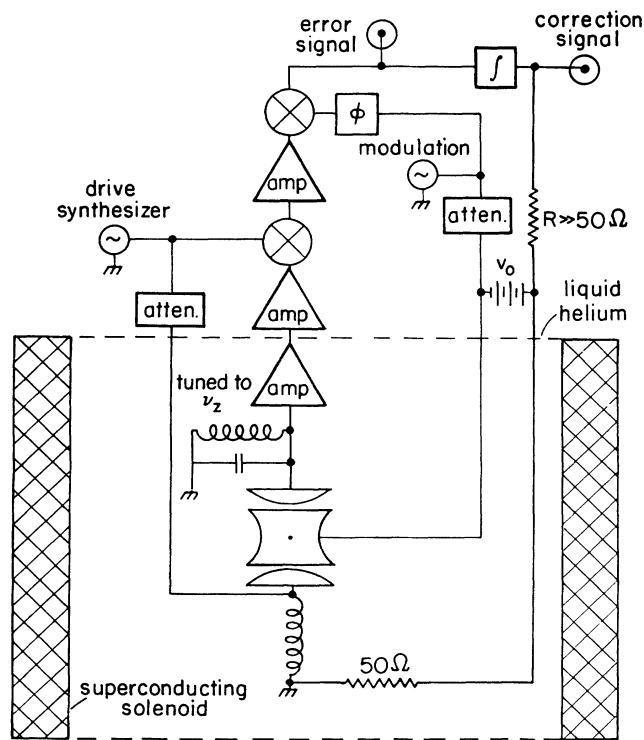 error
signal
correction
signal
∫
ϕ
modulation
~
amp
drive
synthesizer
~
atten.
R≫50Ω
V₀
atten.
amp
liquid
helium
amp
tuned to
ν_z
50Ω
superconducting
solenoid